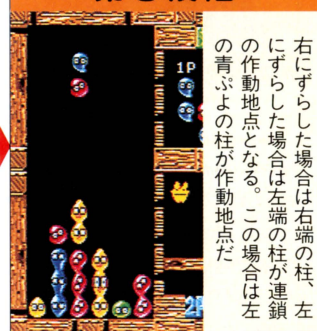 右にずらした場合は右端の柱、左
にずらした場合は左端の柱が連鎖
の作動地点となる。この場合は左
の青ぷよの柱が作動地点だ
1P